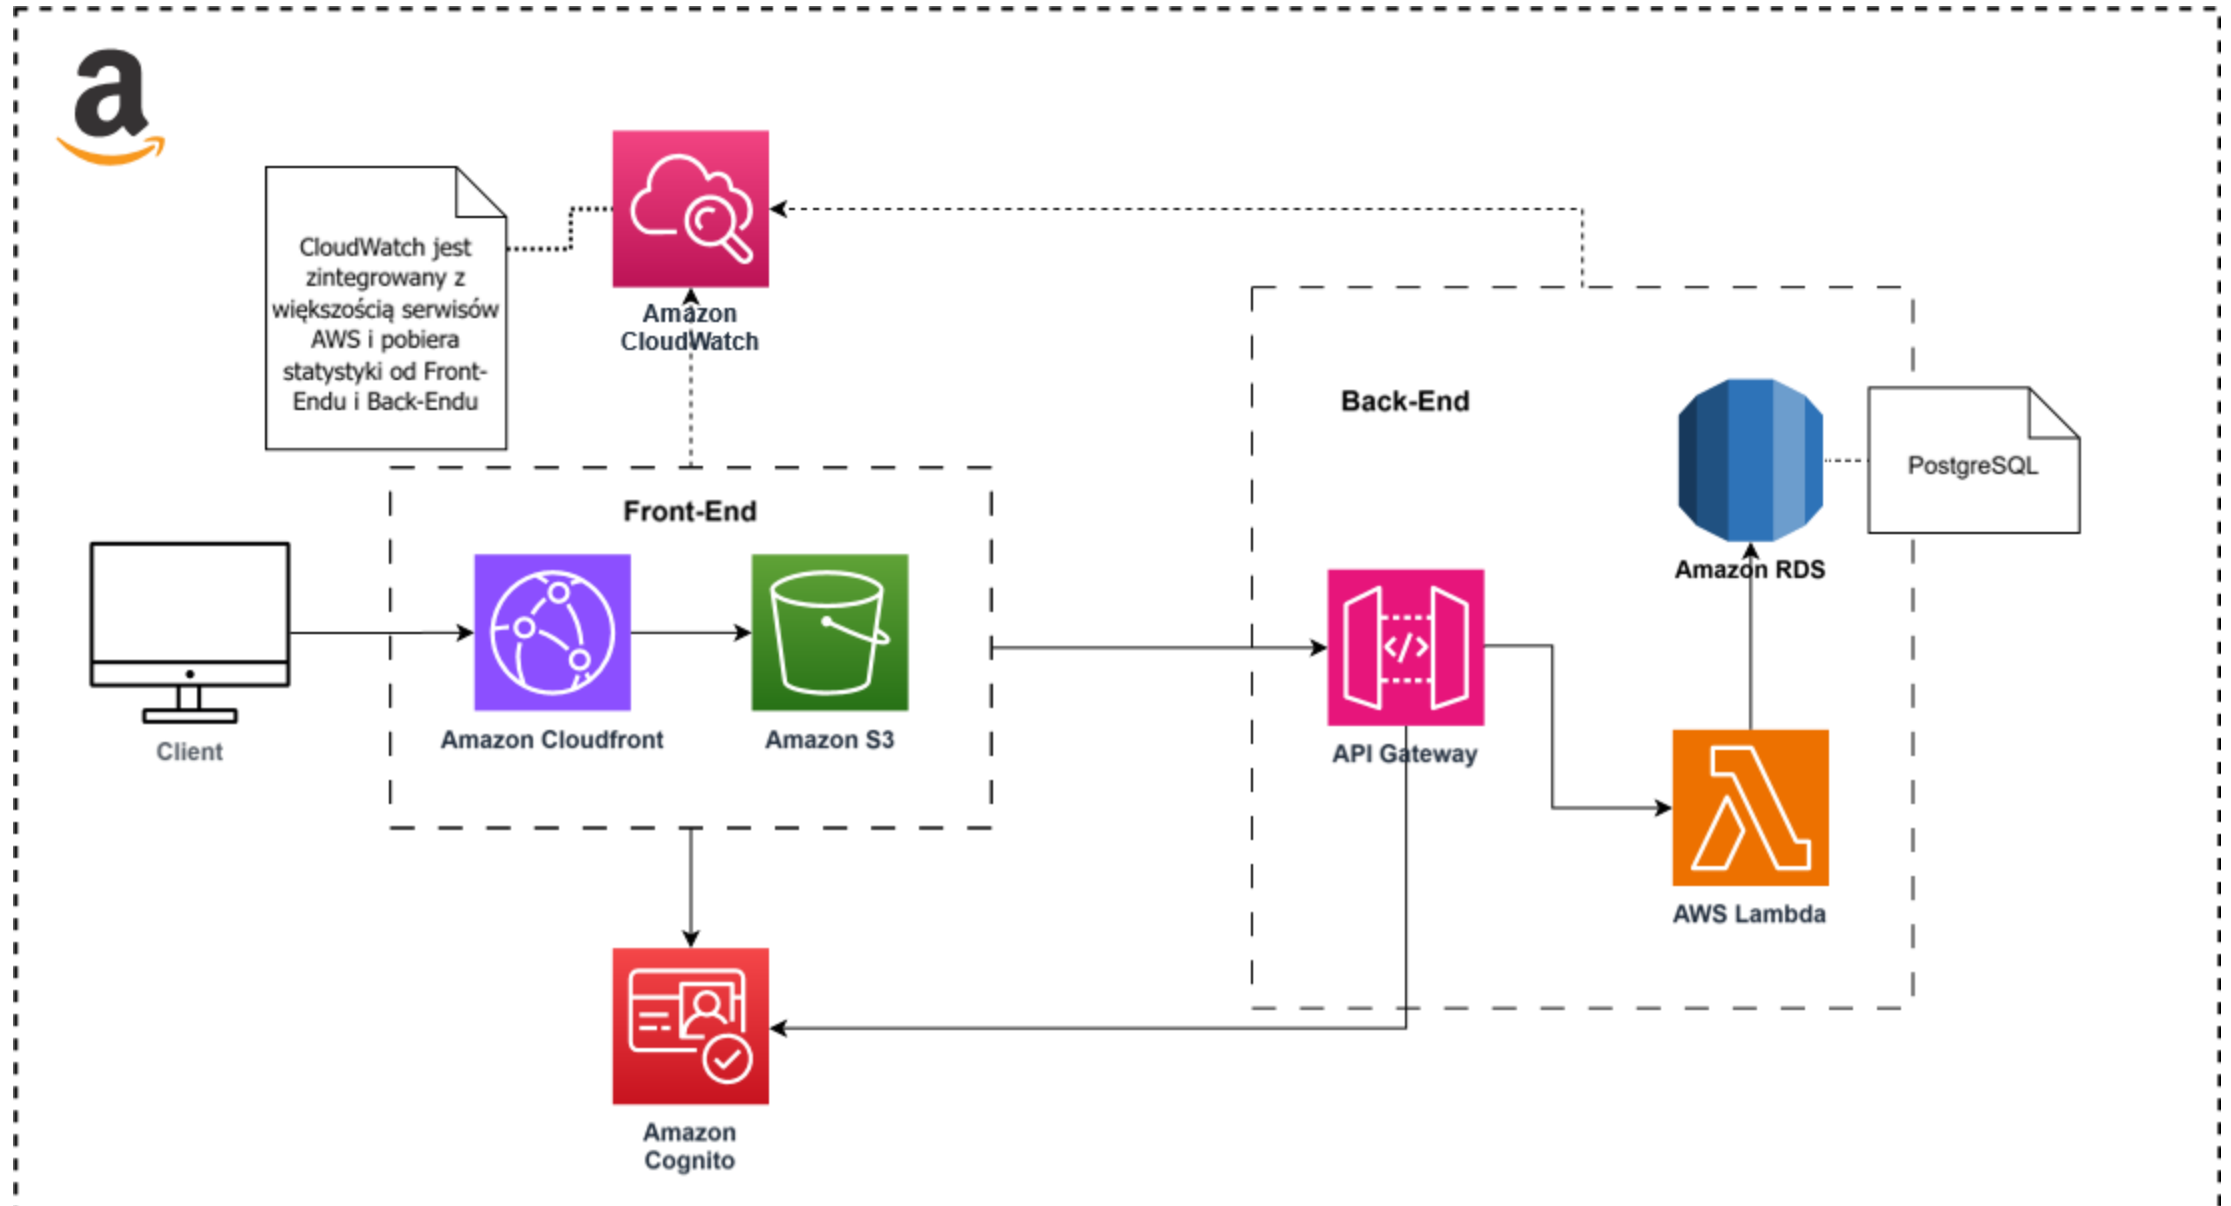 a
CloudWatch jest
zintegrowany z
większością serwisów
AWS i pobiera
statystyki od Front-
Endu i Back-Endu
Amazon
CloudWatch
Back-End
PostgreSQL
Amazon RDS
Front-End
Client
Amazon Cloudfront
Amazon S3
API Gateway
AWS Lambda
Amazon
Cognito